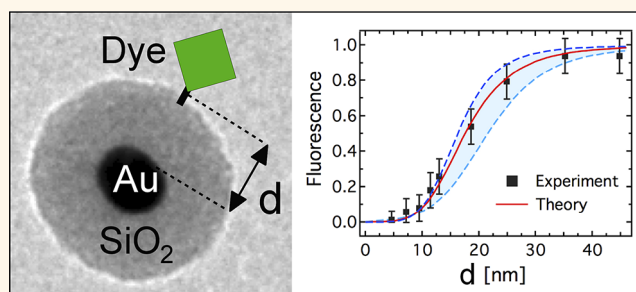 Dye
Au
SiO₂
d
Fluorescence
1.0
0.8
0.6
0.4
0.2
0.0
Experiment
Theory
0
10
20
30
40
d [nm]